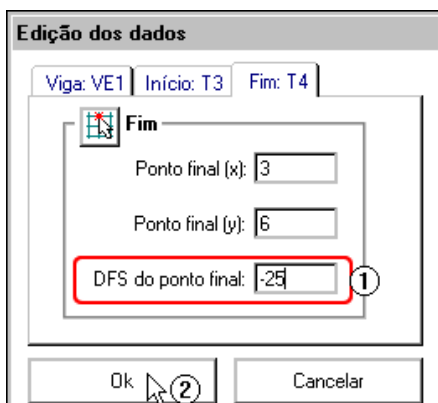 Edição dos dados
Viga: VE1 Início: T3 Fim: T4
Fim
Ponto final (x): 3
Ponto final (y): 6
DFS do ponto final: -25 1
Ok 2 Cancelar